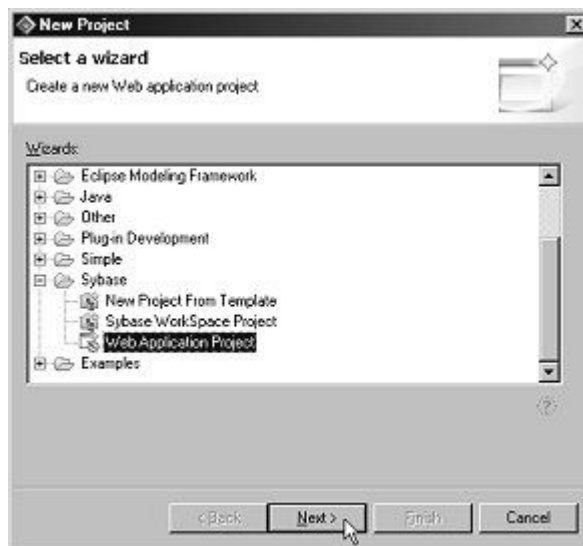 New Project
Select a wizard
Create a new Web application project
Wizards:
Eclipse Modeling Framework
Java
Other
Plug-in Development
Simple
Sybase
New Project From Template
Sybase WorkSpace Project
Web Application Project
Examples
?
< Back Next > Finish Cancel